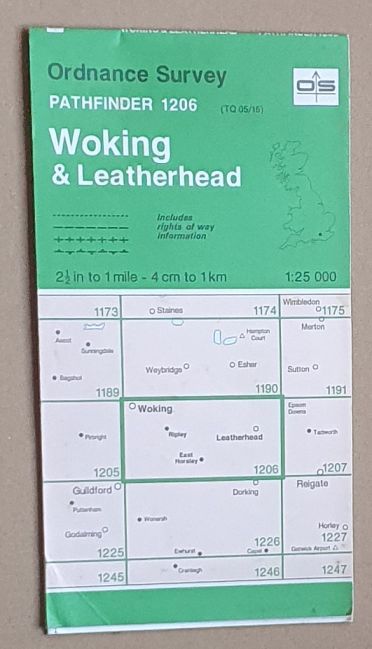 WOKING & LEATHERHEAD PATHFINDER 1206
Ordnance Survey
OS
PATHFINDER 1206 (TQ 05/15)
Woking
& Leatherhead
Includes
rights of way
information
2½ in to 1 mile - 4 cm to 1 km 1:25 000
1173 Staines 1174 Wimbledon 1175
Ascot Sunningdale Hampton Court Merton
Weybridge Esher Sutton
Bagshot
1189 1190 1191
Woking Epsom Downs
Pirbright Ripley Leatherhead Tadworth
East Horsley
1205 1206 1207
Guildford Dorking Reigate
Puttenham
Wonersh
Godalming Horley
1225 1226 1227
Ewhurst Capel Gatwick Airport
1245 Cranleigh 1246 1247